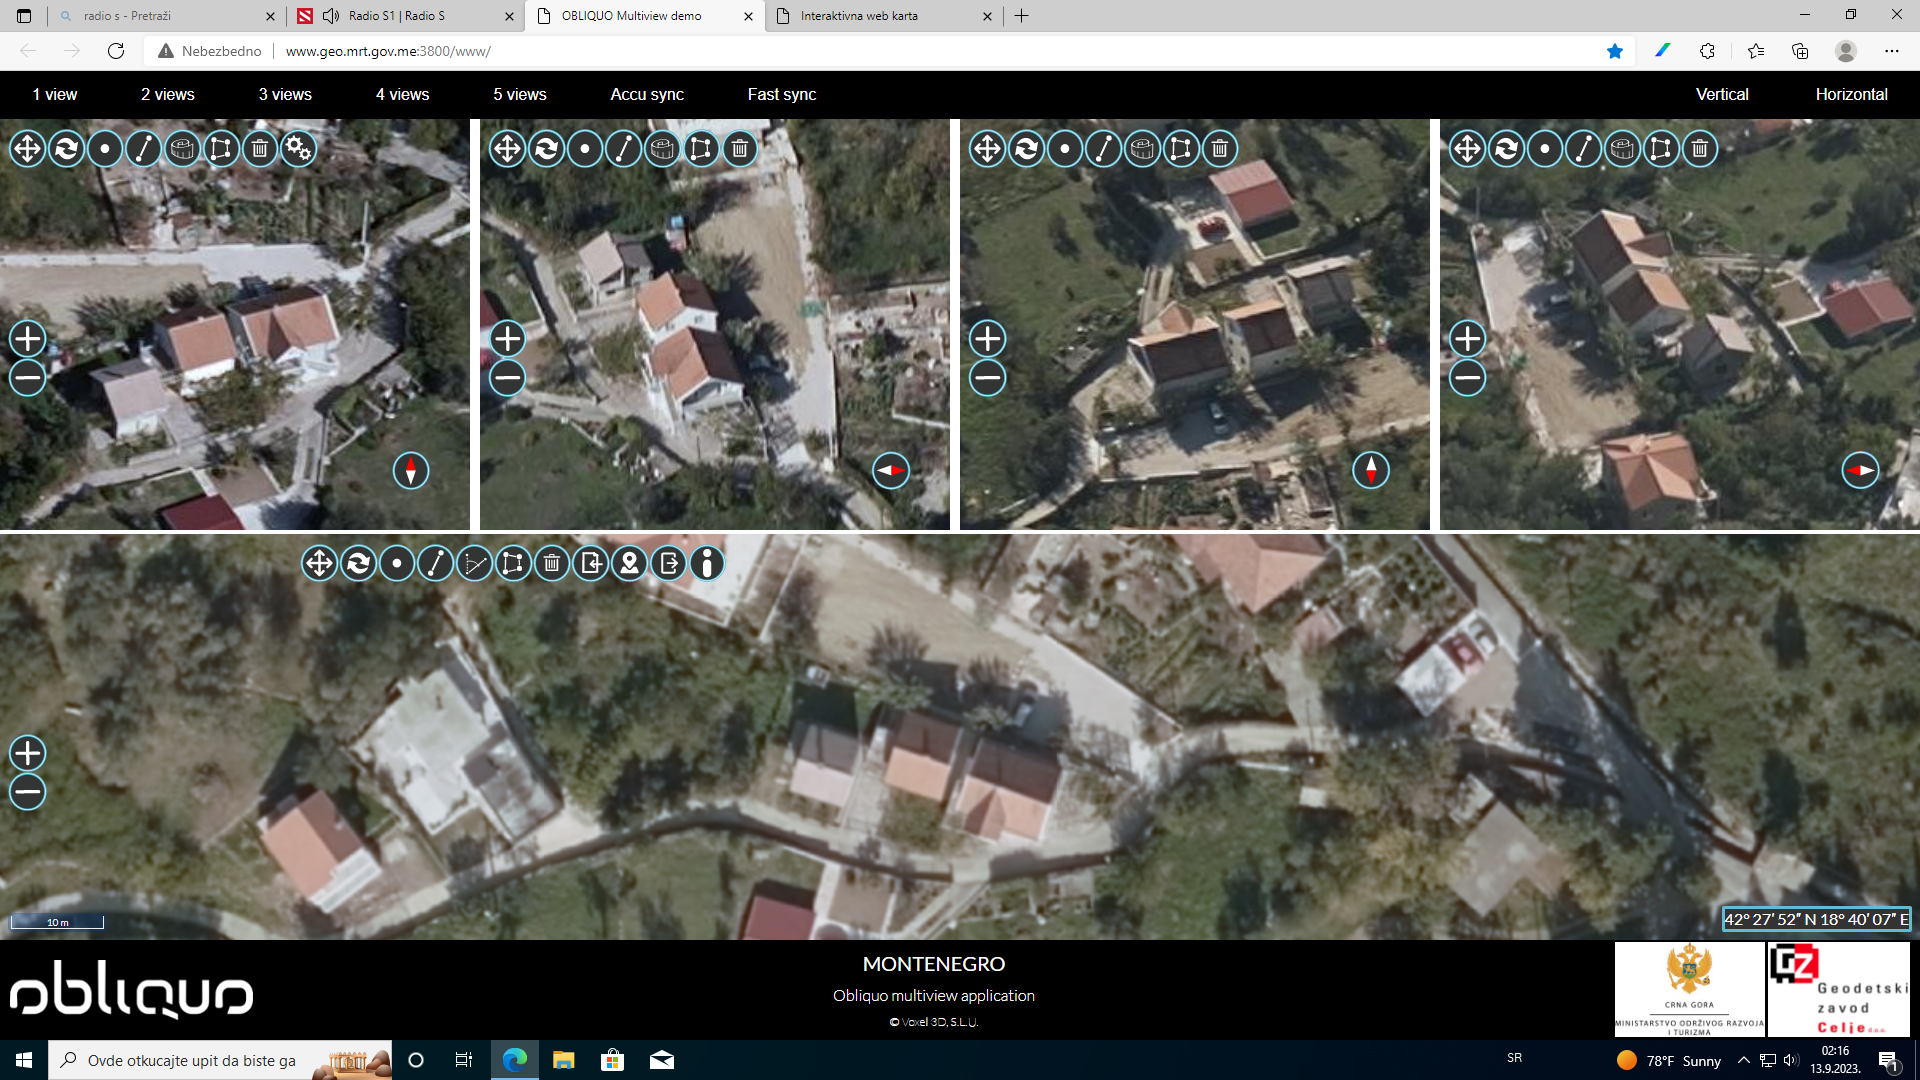 radio s - Pretraži
Radio S1 | Radio S
OBLIQUO Multiview demo
Interaktivna web karta
Nebezbedno
www.geo.mrt.gov.me:3800/www/
1 view
2 views
3 views
4 views
5 views
Accu sync
Fast sync
Vertical
Horizontal
10 m
42° 27′ 52″ N 18° 40′ 07″ E
obliquo
MONTENEGRO
Obliquo multiview application
© Voxel 3D, S.L.U.
CRNA GORA
MINISTARSTVO ODRŽIVOG RAZVOJA
I TURIZMA
GZ
Geodetski
zavod
Celje d.o.o.
Ovde otkucajte upit da biste ga
SR
78°F Sunny
02:16
13.9.2023.
1